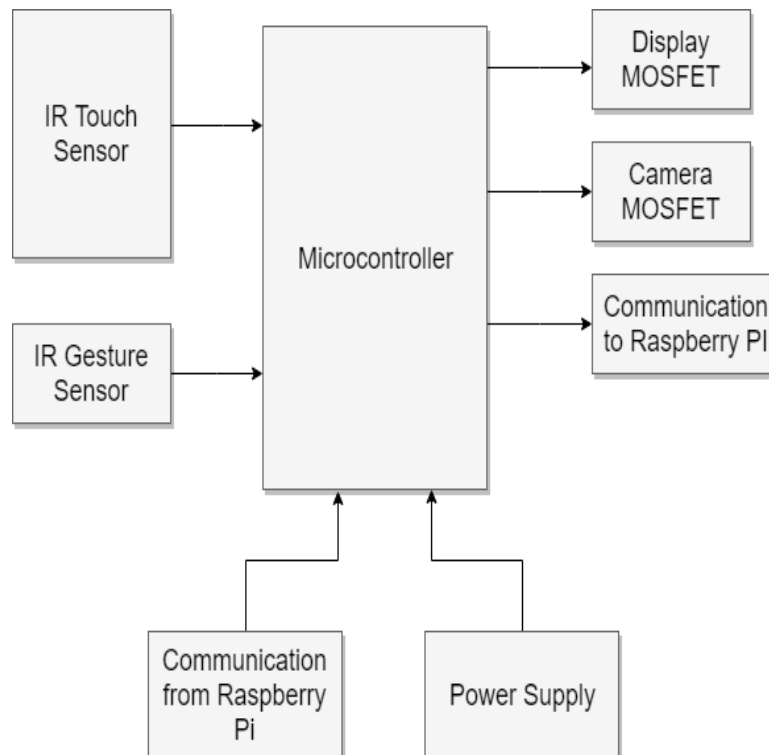 IR Touch
Sensor
Microcontroller
Display
MOSFET
Camera
MOSFET
Communication
to Raspberry PI
IR Gesture
Sensor
Communication
from Raspberry
Pi
Power Supply